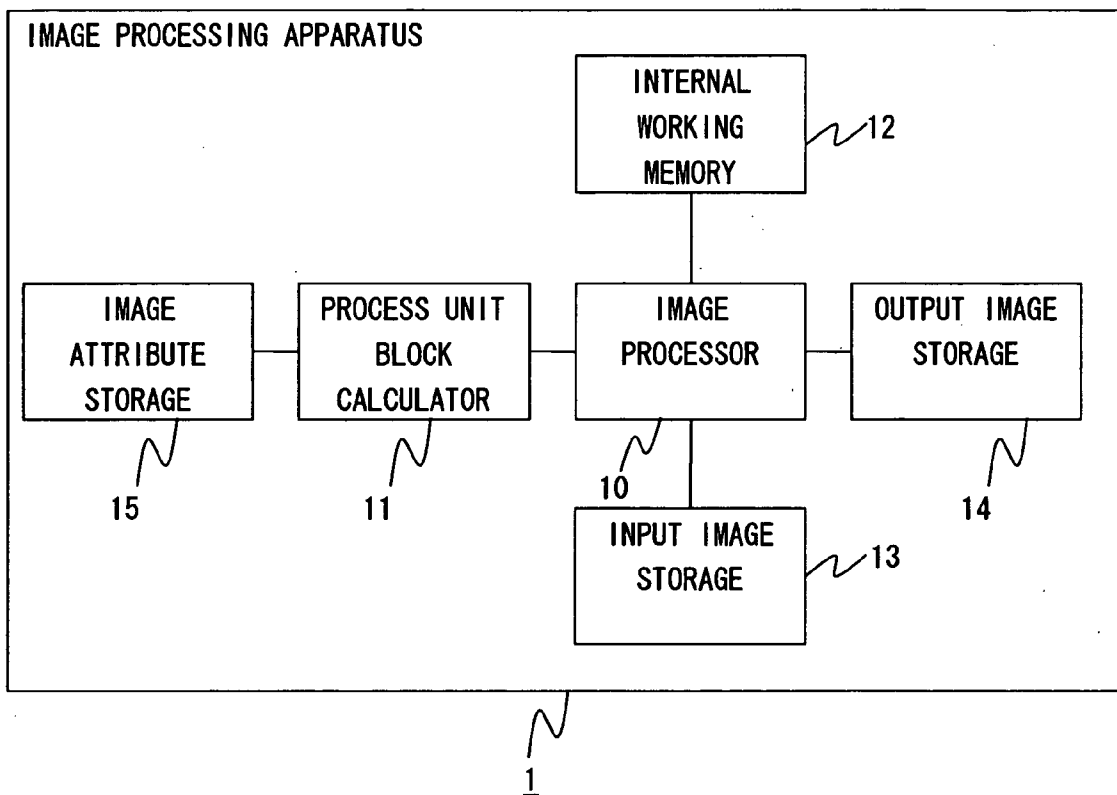 IMAGE PROCESSING APPARATUS
INTERNAL
WORKING
MEMORY
12
IMAGE
ATTRIBUTE
STORAGE
PROCESS UNIT
BLOCK
CALCULATOR
IMAGE
PROCESSOR
OUTPUT IMAGE
STORAGE
15
11
10
14
INPUT IMAGE
STORAGE
13
1